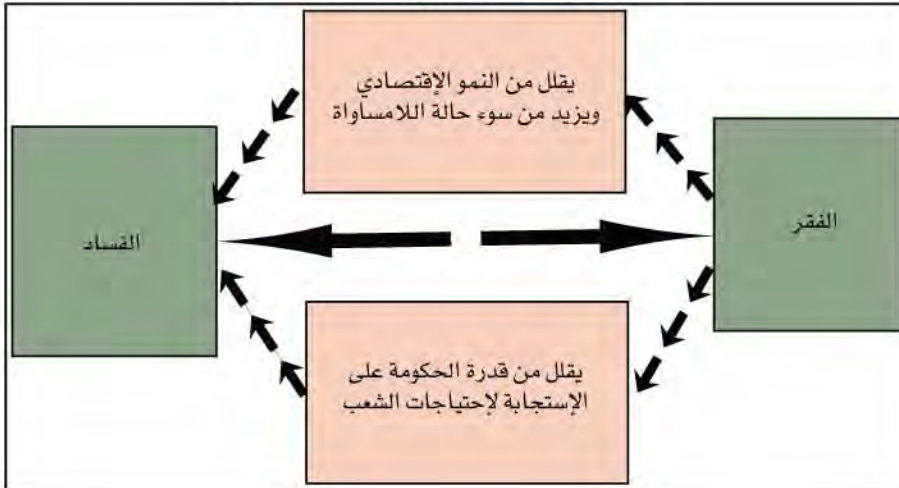 يقلل من النمو الإقتصادي
ويزيد من سوء حالة اللامساواة
الفقر
الفساد
يقلل من قدرة الحكومة على
الإستجابة لإحتياجات الشعب